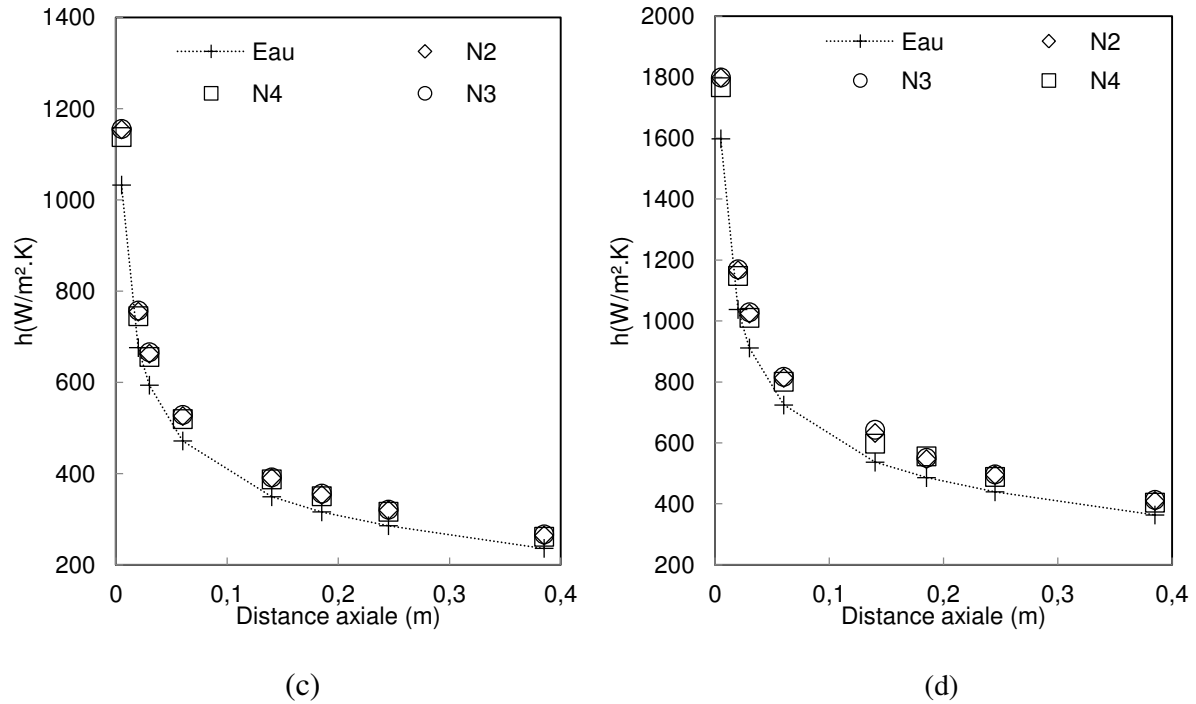 1400
1200
1000
800
600
400
200
h(W/m².K)
Eau
N2
N4
N3
0
0,1
0,2
0,3
0,4
Distance axiale (m)
(c)
2000
1800
1600
1400
1200
1000
800
600
400
200
h(W/m².K)
Eau
N2
N3
N4
0
0,1
0,2
0,3
0,4
Distance axiale (m)
(d)